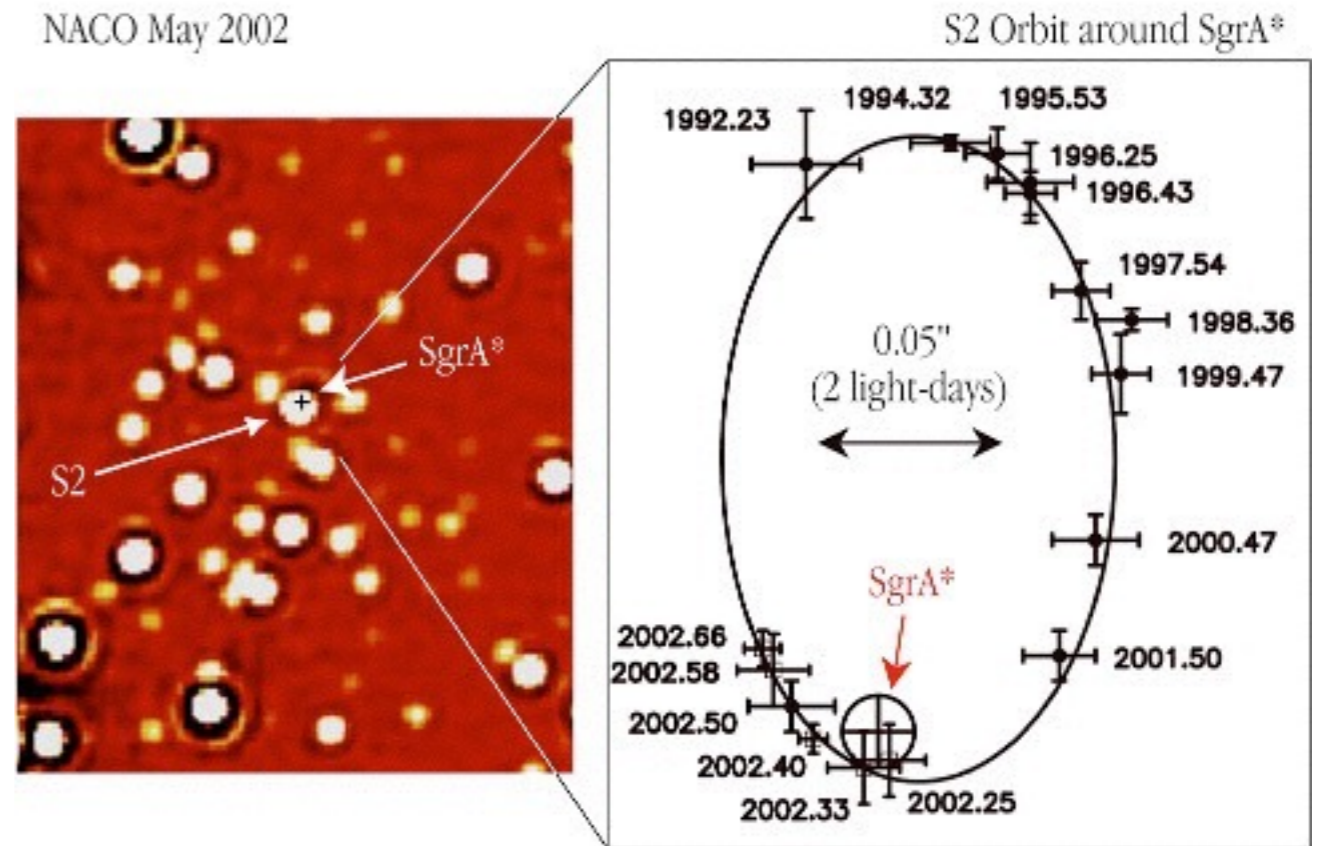 NACO May 2002
S2 Orbit around SgrA*
SgrA*
S2
1992.23
1994.32
1995.53
1996.25
1996.43
1997.54
1998.36
1999.47
0.05"
(2 light-days)
2000.47
SgrA*
2001.50
2002.66
2002.58
2002.50
2002.40
2002.33
2002.25